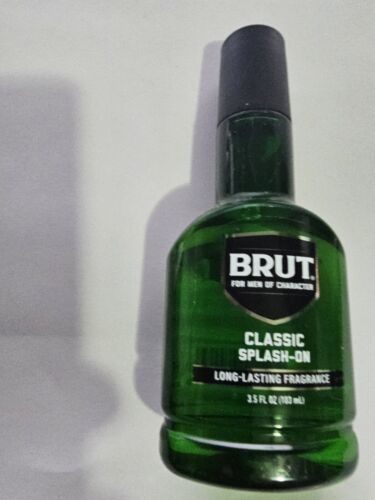 BRUT®
FOR MEN OF CHARACTER
CLASSIC
SPLASH-ON
LONG-LASTING FRAGRANCE
3.5 FL OZ (103 mL)